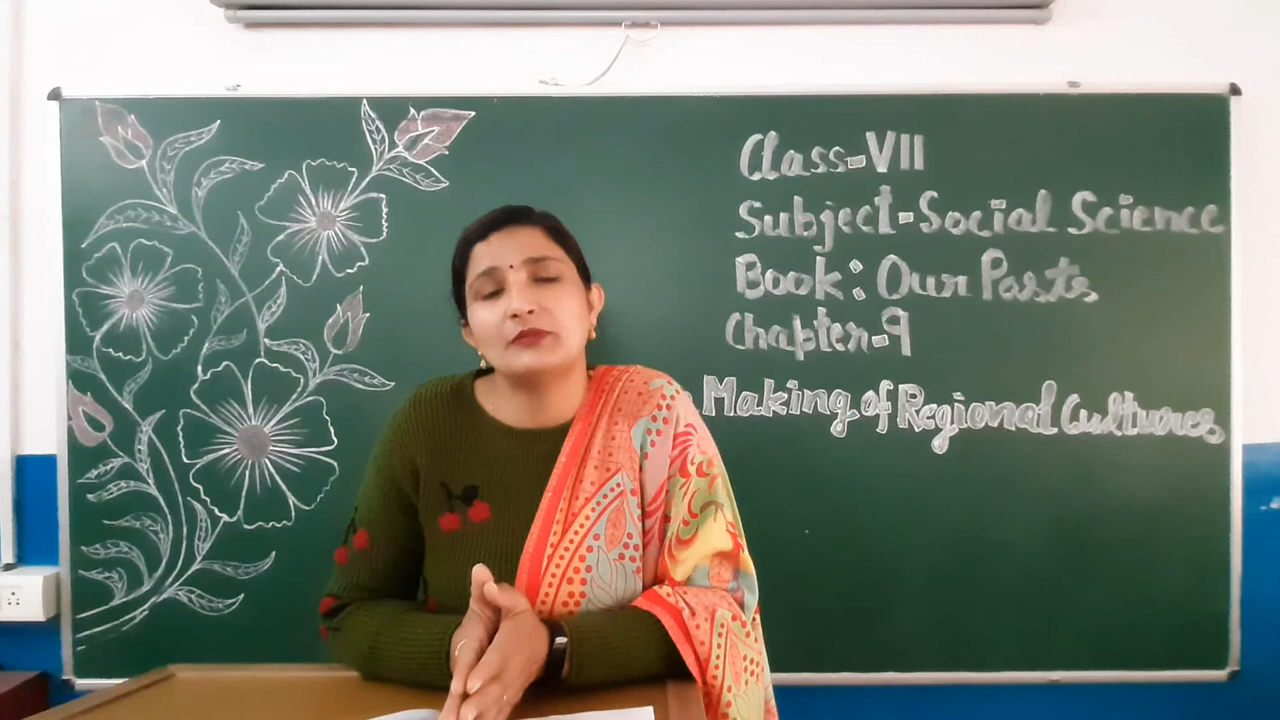 Class-VII
Subject-Social Science
Book: Our Pasts
Chapter-9
Making of Regional Cultures